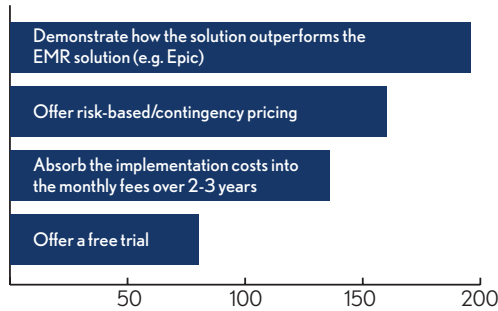 Demonstrate how the solution outperforms the
EMR solution (e.g. Epic)
Offer risk-based/contingency pricing
Absorb the implementation costs into
the monthly fees over 2-3 years
Offer a free trial
50 100 150 200